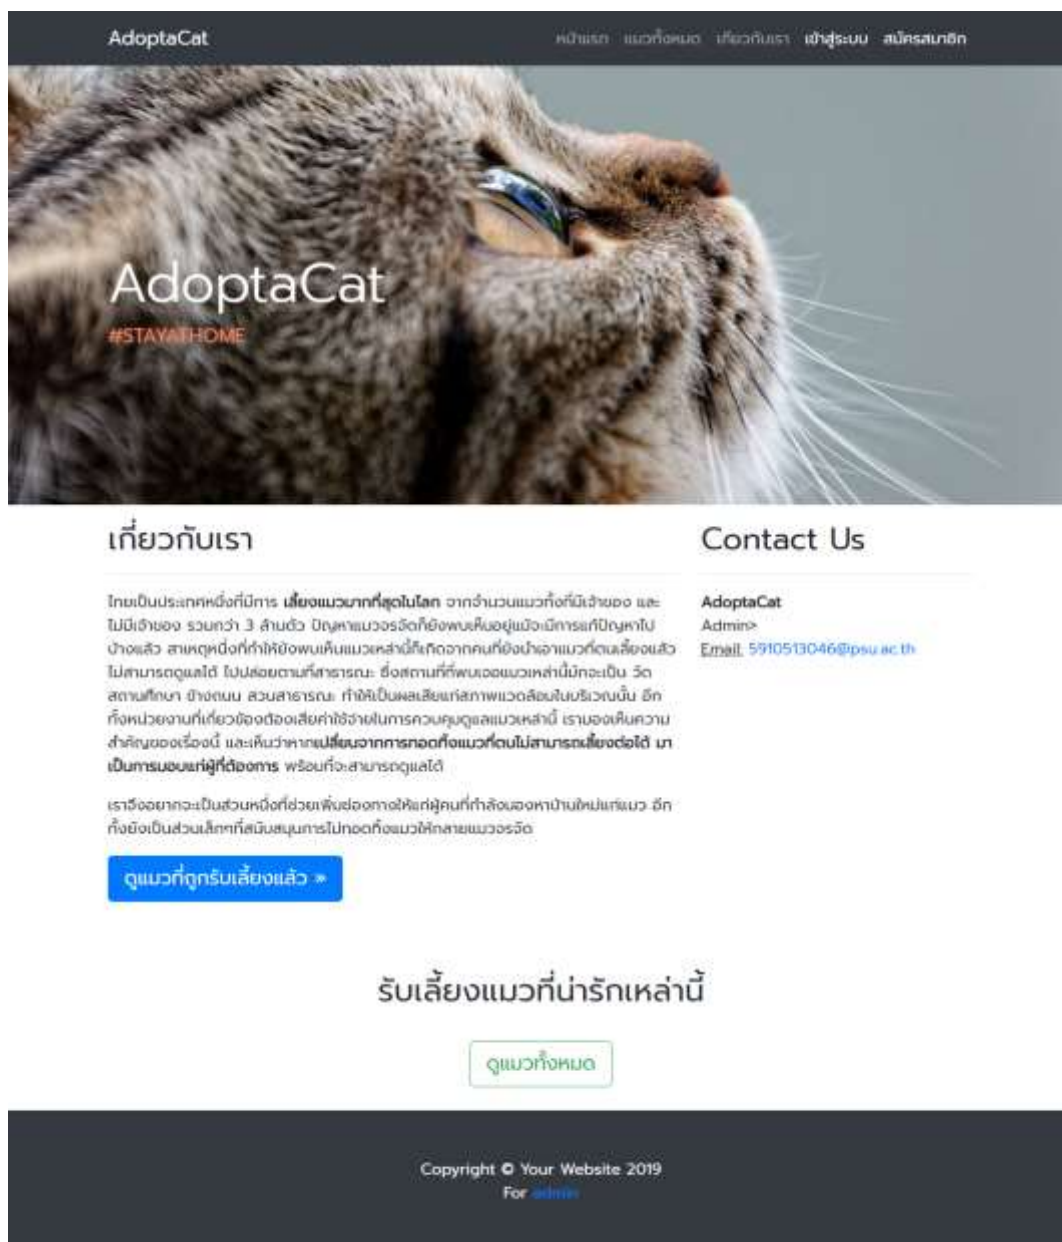 AdoptaCat
หน้าแรก แมวทั้งหมด เกี่ยวกับเรา เข้าสู่ระบบ สมัครสมาชิก
AdoptaCat
#STAYATHOME
เกี่ยวกับเรา
ไทยเป็นประเทศหนึ่งที่มีการ เลี้ยงแมวมากที่สุดในโลก จากจำนวนแมวทั้งที่มีเจ้าของ และ
ไม่มีเจ้าของ รวมกว่า 3 ล้านตัว ปัญหาแมวจรจัดก็ยังพบเห็นอยู่แม้จะมีการแก้ปัญหาไป
บ้างแล้ว สาเหตุหนึ่งที่ทำให้ยังพบเห็นแมวเหล่านี้ก็เกิดจากคนที่ยังนำเอาแมวที่ตนเลี้ยงแล้ว
ไม่สามารถดูแลได้ ไปปล่อยตามที่สาธารณะ ซึ่งสถานที่ที่พบเจอแมวเหล่านี้มักจะเป็น วัด
สถานศึกษา ข้างถนน สวนสาธารณะ ทำให้เป็นผลเสียแก่สภาพแวดล้อมในบริเวณนั้น อีก
ทั้งหน่วยงานที่เกี่ยวข้องต้องเสียค่าใช้จ่ายในการควบคุมดูแลแมวเหล่านี้ เรามองเห็นความ
สำคัญของเรื่องนี้ และเห็นว่าหากเปลี่ยนจากการทอดทิ้งแมวที่ตนไม่สามารถเลี้ยงต่อได้ มา
เป็นการมอบแก่ผู้ที่ต้องการ พร้อมที่จะสามารถดูแลได้
เราจึงอยากจะเป็นส่วนหนึ่งที่ช่วยเพิ่มช่องทางให้แก่ผู้คนที่กำลังมองหาบ้านใหม่แก่แมว อีก
ทั้งยังเป็นส่วนเล็กๆที่สนับสนุนการไม่ทอดทิ้งแมวให้กลายแมวจรจัด
ดูแมวที่ถูกรับเลี้ยงแล้ว »
Contact Us
AdoptaCat
Admin>
Email: 5910513046@psu.ac.th
รับเลี้ยงแมวที่น่ารักเหล่านี้
ดูแมวทั้งหมด
Copyright © Your Website 2019
For admin